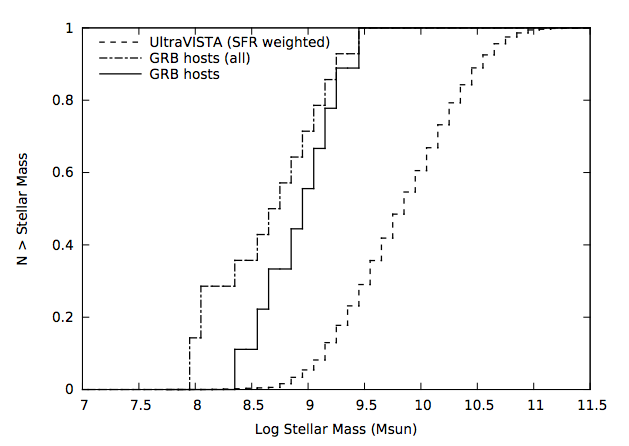 UltraVISTA (SFR weighted)
GRB hosts (all)
GRB hosts
1
0.8
0.6
0.4
0.2
0
N > Stellar Mass
7 7.5 8 8.5 9 9.5 10 10.5 11 11.5
Log Stellar Mass (Msun)